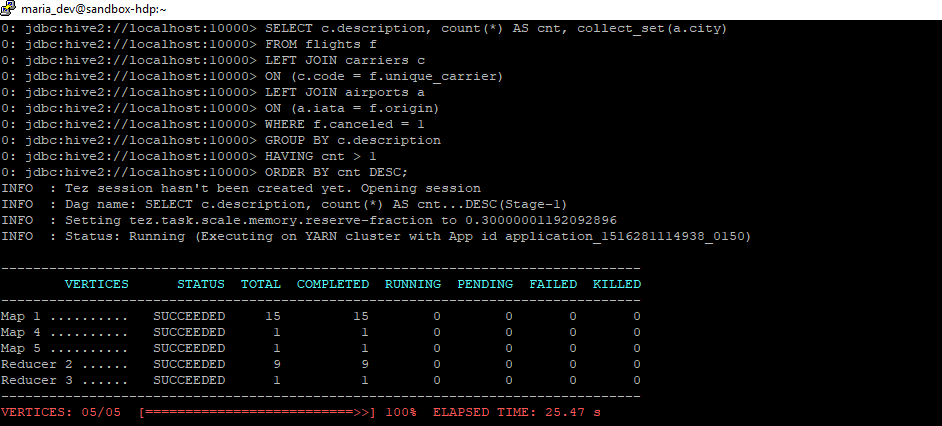 maria_dev@sandbox-hdp:~
0: jdbc:hive2://localhost:10000> SELECT c.description, count(*) AS cnt, collect_set(a.city)
0: jdbc:hive2://localhost:10000> FROM flights f
0: jdbc:hive2://localhost:10000> LEFT JOIN carriers c
0: jdbc:hive2://localhost:10000> ON (c.code = f.unique_carrier)
0: jdbc:hive2://localhost:10000> LEFT JOIN airports a
0: jdbc:hive2://localhost:10000> ON (a.iata = f.origin)
0: jdbc:hive2://localhost:10000> WHERE f.canceled = 1
0: jdbc:hive2://localhost:10000> GROUP BY c.description
0: jdbc:hive2://localhost:10000> HAVING cnt > 1
0: jdbc:hive2://localhost:10000> ORDER BY cnt DESC;
INFO  : Tez session hasn't been created yet. Opening session
INFO  : Dag name: SELECT c.description, count(*) AS cnt...DESC(Stage-1)
INFO  : Setting tez.task.scale.memory.reserve-fraction to 0.30000001192092896
INFO  : Status: Running (Executing on YARN cluster with App id application_1516281114938_0150)
--------------------------------------------------------------------------------
        VERTICES      STATUS  TOTAL  COMPLETED  RUNNING  PENDING  FAILED  KILLED
--------------------------------------------------------------------------------
Map 1 ..........   SUCCEEDED     15         15        0        0       0       0
Map 4 ..........   SUCCEEDED      1          1        0        0       0       0
Map 5 ..........   SUCCEEDED      1          1        0        0       0       0
Reducer 2 ......   SUCCEEDED      9          9        0        0       0       0
Reducer 3 ......   SUCCEEDED      1          1        0        0       0       0
--------------------------------------------------------------------------------
VERTICES: 05/05  [==========================>>] 100%  ELAPSED TIME: 25.47 s